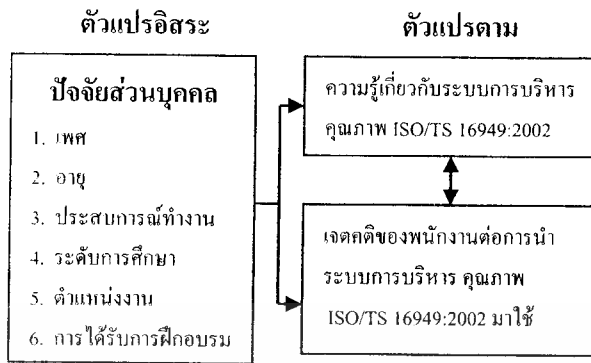 ตัวแปรอิสระ
ปัจจัยส่วนบุคคล
1. เพศ
2. อายุ
3. ประสบการณ์ทำงาน
4. ระดับการศึกษา
5. ตำแหน่งงาน
6. การได้รับการฝึกอบรม
ตัวแปรตาม
ความรู้เกี่ยวกับระบบการบริหาร
คุณภาพ ISO/TS 16949:2002
เจตคติของพนักงานต่อการนำ
ระบบการบริหาร คุณภาพ
ISO/TS 16949:2002 มาใช้